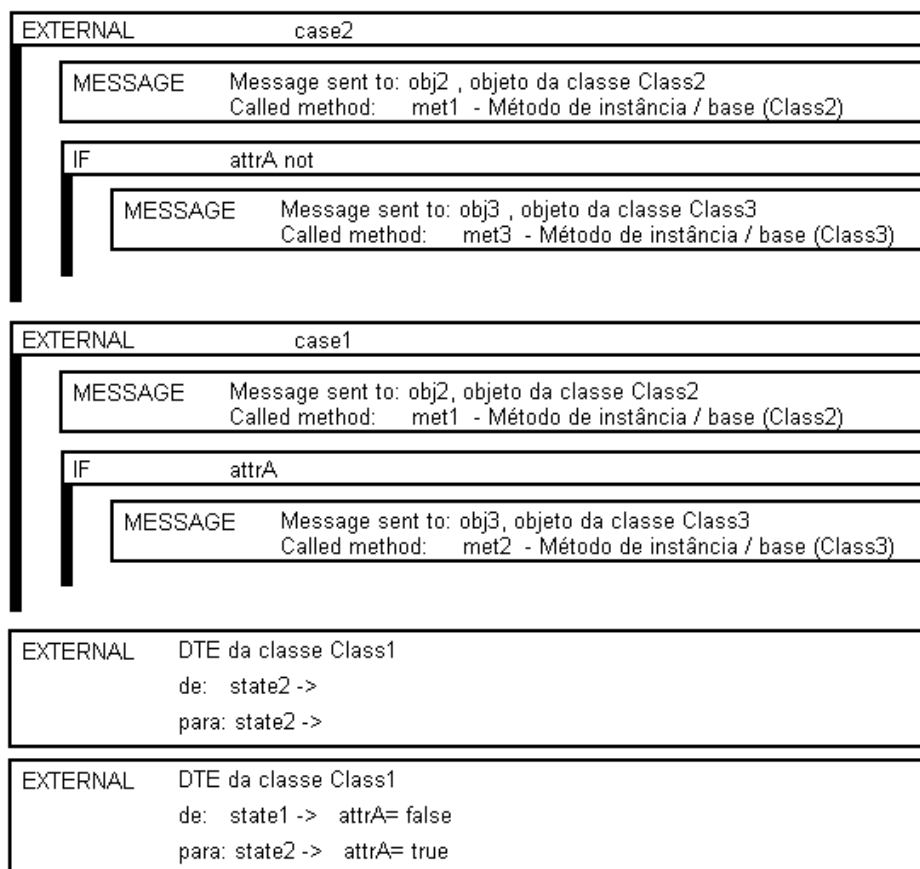 EXTERNAL case2
MESSAGE Message sent to: obj2 , objeto da classe Class2
Called method: met1 - Método de instância / base (Class2)
IF attrA not
MESSAGE Message sent to: obj3 , objeto da classe Class3
Called method: met3 - Método de instância / base (Class3)
EXTERNAL case1
MESSAGE Message sent to: obj2, objeto da classe Class2
Called method: met1 - Método de instância / base (Class2)
IF attrA
MESSAGE Message sent to: obj3, objeto da classe Class3
Called method: met2 - Método de instância / base (Class3)
EXTERNAL DTE da classe Class1
de: state2 ->
para: state2 ->
EXTERNAL DTE da classe Class1
de: state1 -> attrA= false
para: state2 -> attrA= true